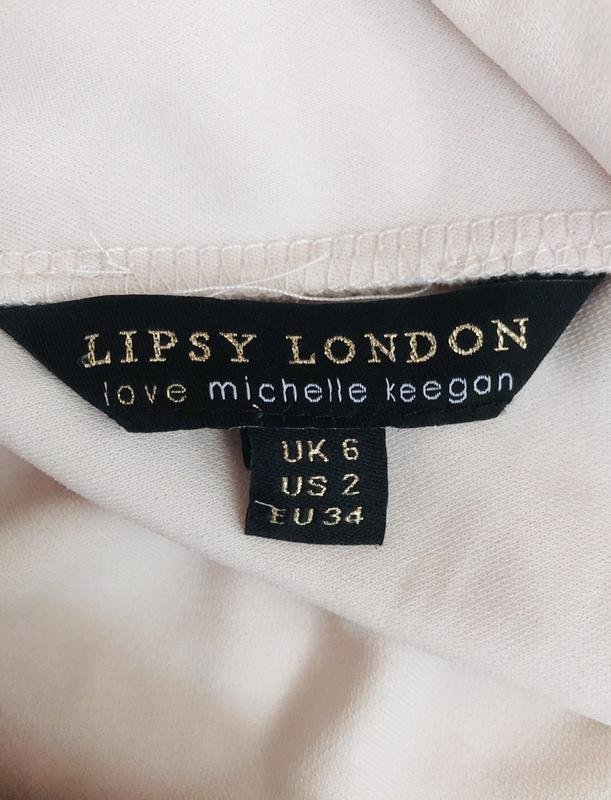 LIPSY LONDON
love michelle keegan
UK 6
US 2
EU 34